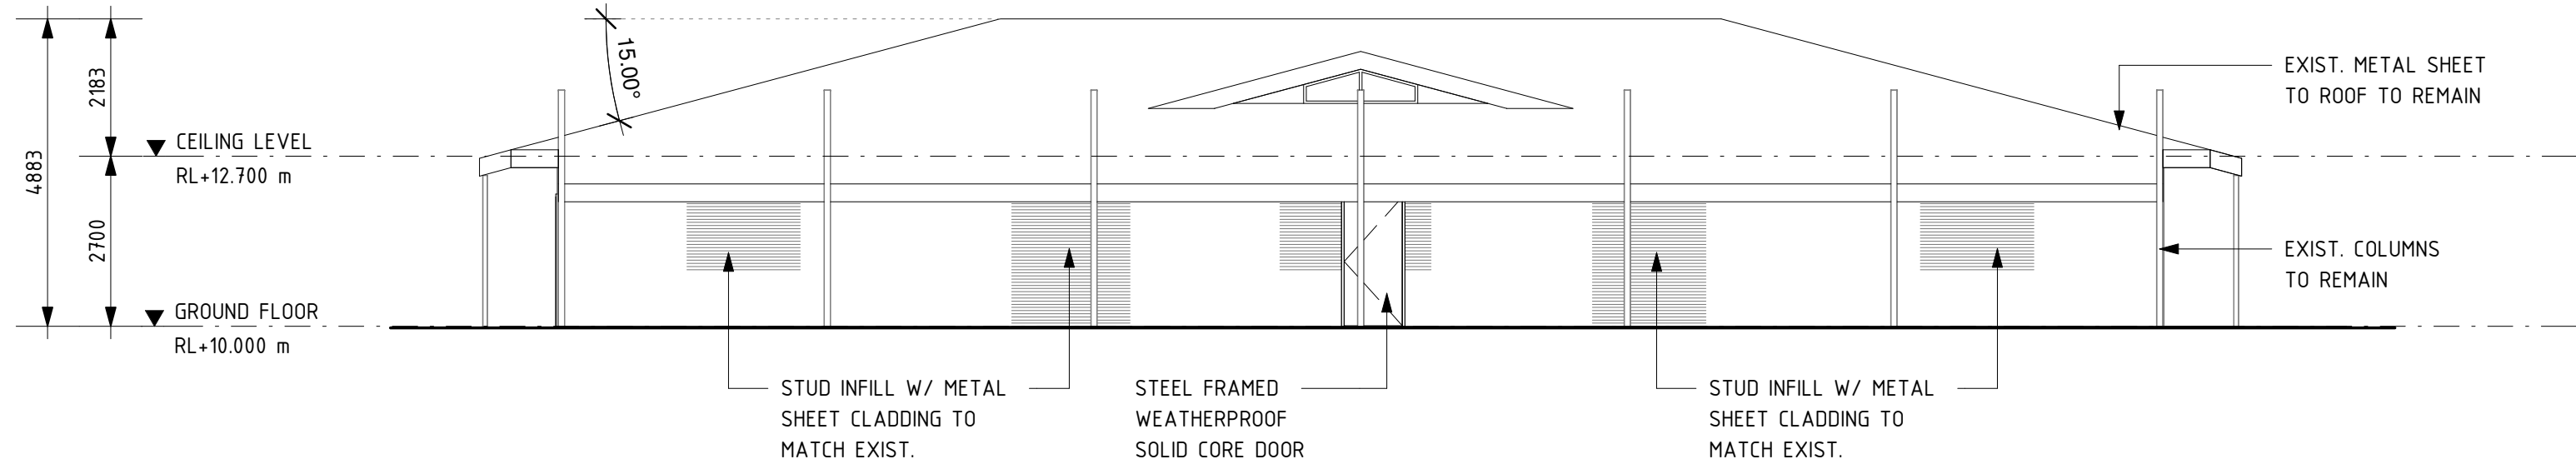 4883
2183
2700
15.00°
CEILING LEVEL
RL+12.700 m
GROUND FLOOR
RL+10.000 m
EXIST. METAL SHEET
TO ROOF TO REMAIN
EXIST. COLUMNS
TO REMAIN
STUD INFILL W/ METAL
SHEET CLADDING TO
MATCH EXIST.
STEEL FRAMED
WEATHERPROOF
SOLID CORE DOOR
STUD INFILL W/ METAL
SHEET CLADDING TO
MATCH EXIST.